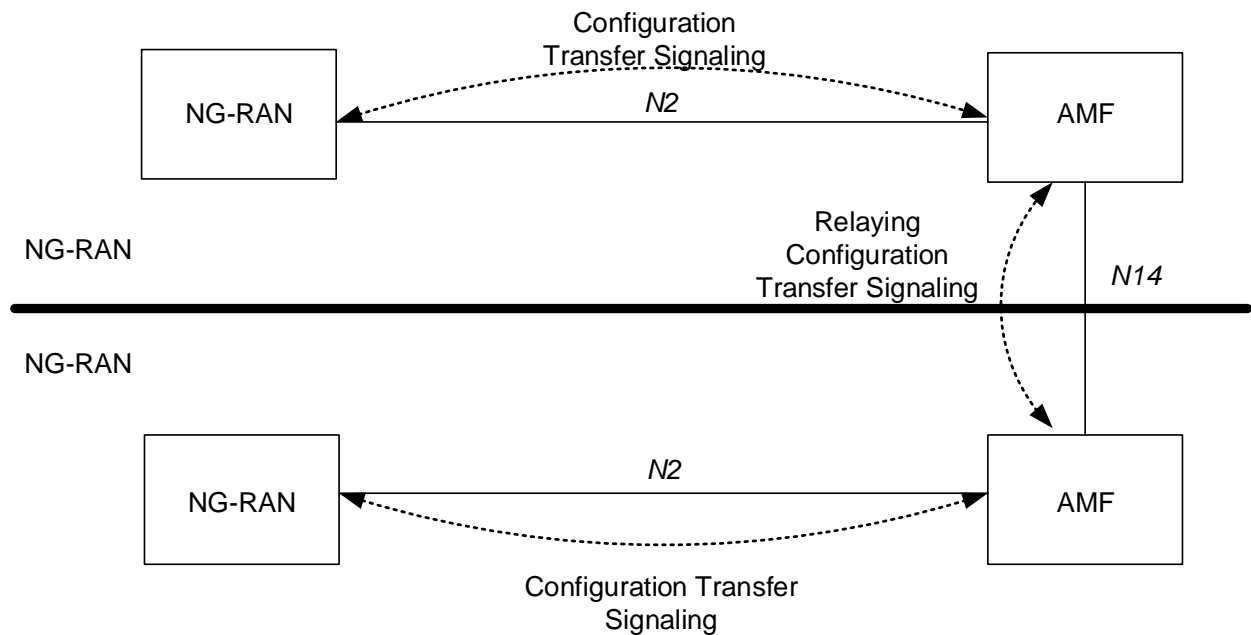 Configuration
Transfer Signaling
NG-RAN
N2
AMF
NG-RAN
Relaying
Configuration
Transfer Signaling
N14
NG-RAN
NG-RAN
N2
AMF
Configuration Transfer
Signaling